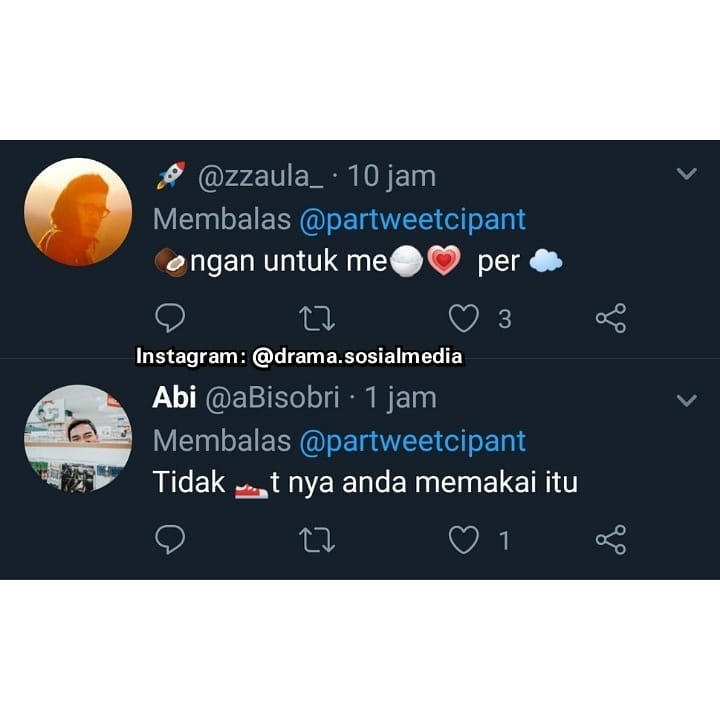 🚀 @zzaula_ · 10 jam
Membalas @partweetcipant
🥥ngan untuk me🍚💗 per ☁️
3
Instagram: @drama.sosialmedia
Abi @aBisobri · 1 jam
Membalas @partweetcipant
Tidak 👟t nya anda memakai itu
1